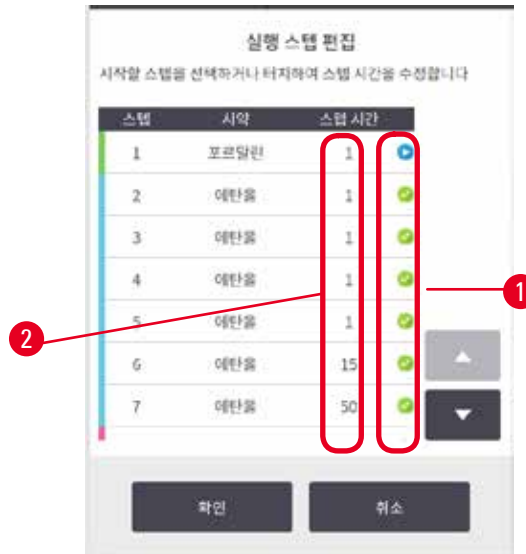 실행 스텝 편집
시작할 스텝을 선택하거나 터치하여 스텝 시간을 수정합니다
스텝 시약 스텝 시간
1 포르말린 1
2 에탄올 1
3 에탄올 1
4 에탄올 1
5 에탄올 1
6 에탄올 15
7 에탄올 50
1
2
확인 취소